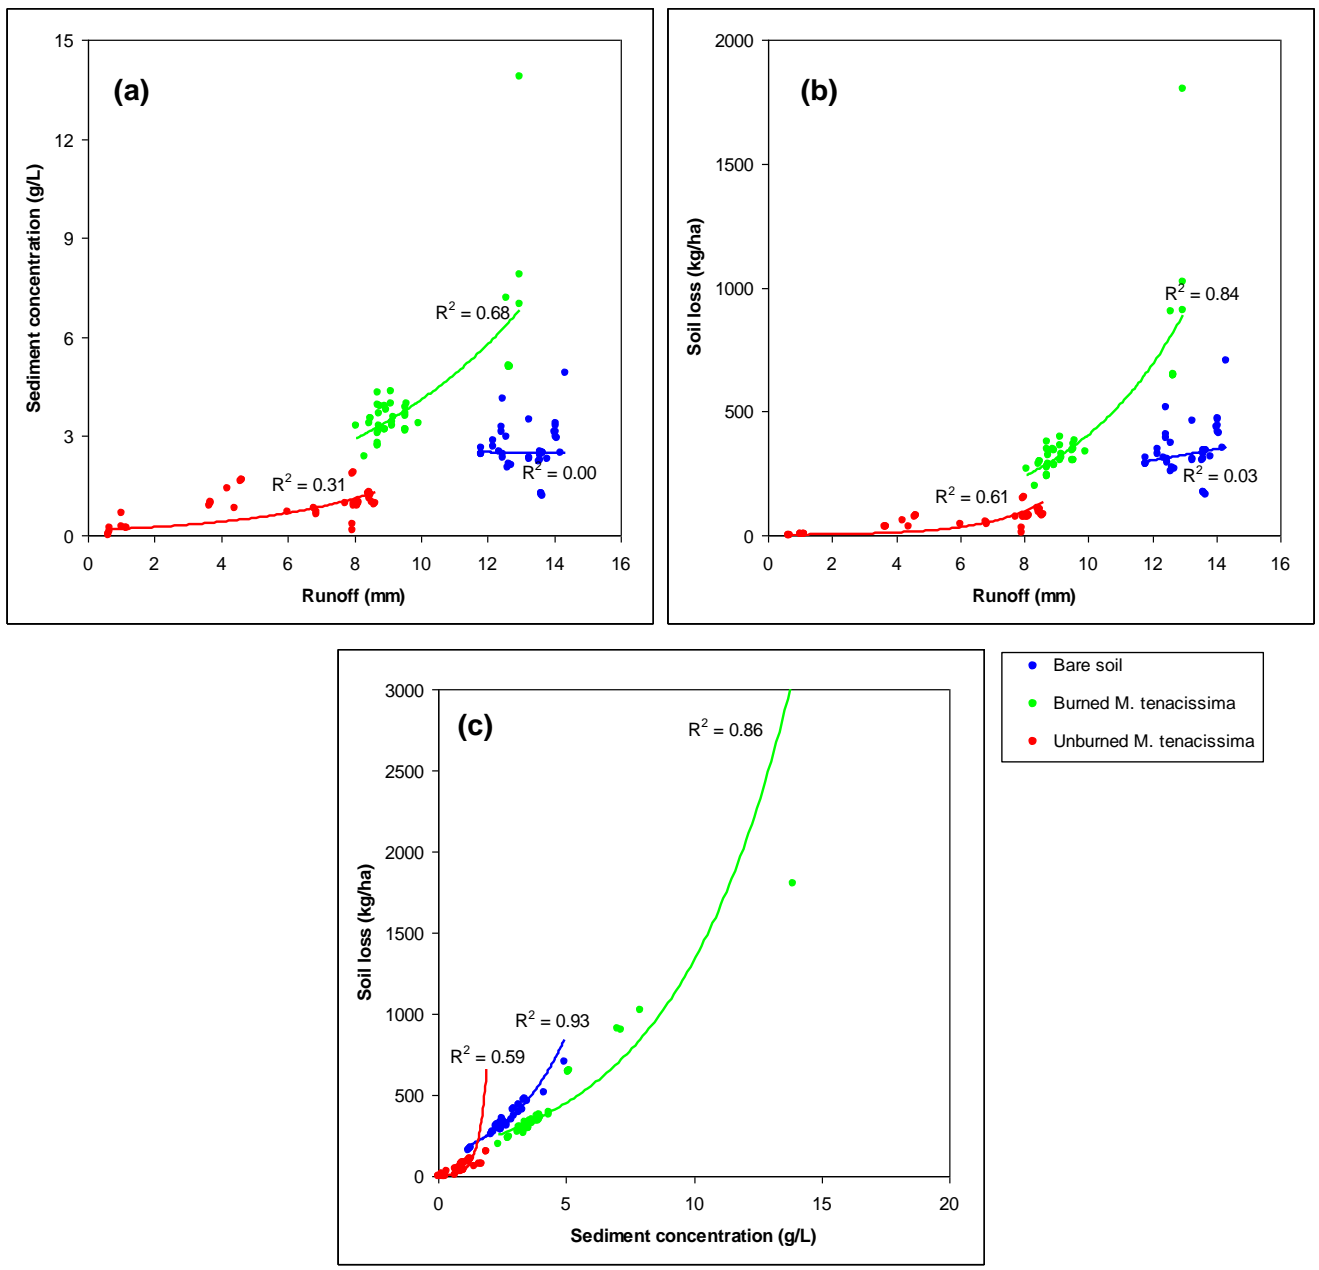 (a)
15
12
9
6
3
0
Sediment concentration (g/L)
R² = 0.68
R² = 0.31
R² = 0.00
0 2 4 6 8 10 12 14 16
Runoff (mm)
(b)
2000
1500
1000
500
0
Soil loss (kg/ha)
R² = 0.84
R² = 0.61
R² = 0.03
0 2 4 6 8 10 12 14 16
Runoff (mm)
(c)
3000
2500
2000
1500
1000
500
0
Soil loss (kg/ha)
R² = 0.86
R² = 0.93
R² = 0.59
0 5 10 15 20
Sediment concentration (g/L)
Bare soil
Burned M. tenacissima
Unburned M. tenacissima